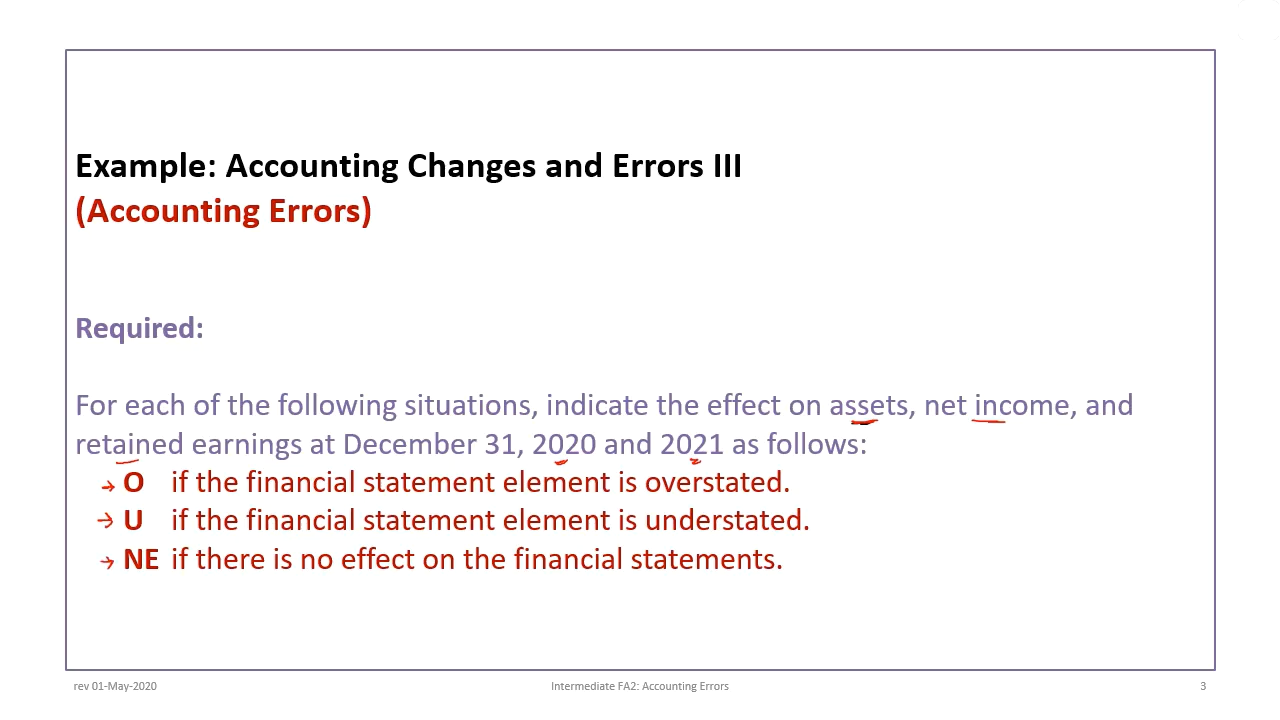 Example: Accounting Changes and Errors III
(Accounting Errors)
Required:
For each of the following situations, indicate the effect on assets, net income, and
retained earnings at December 31, 2020 and 2021 as follows:
O if the financial statement element is overstated.
U if the financial statement element is understated.
NE if there is no effect on the financial statements.
rev 01-May-2020 Intermediate FA2: Accounting Errors 3